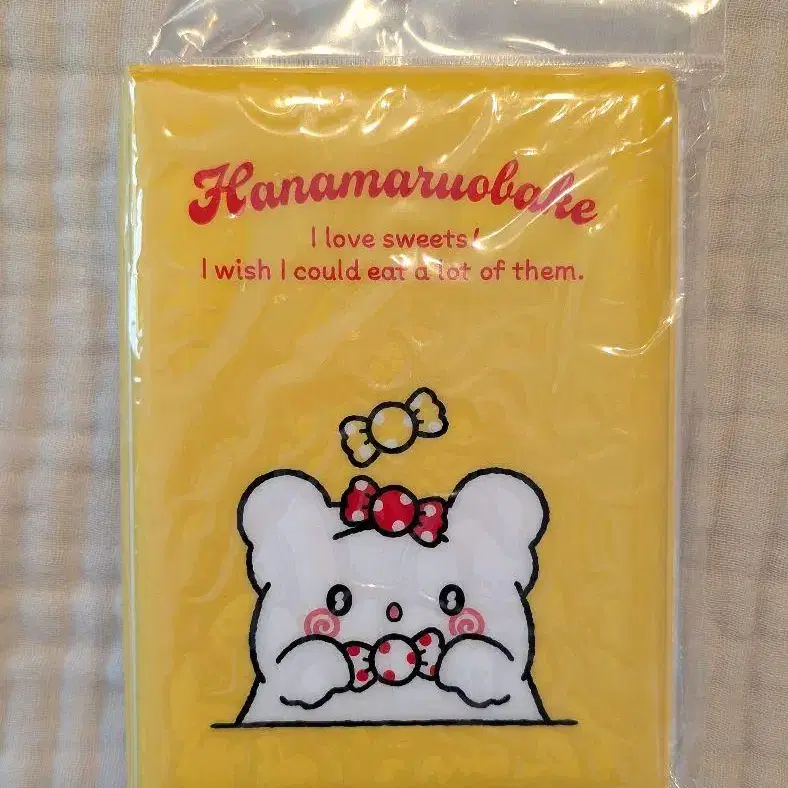 Hanamaruobake
I love sweets!
I wish I could eat a lot of them.